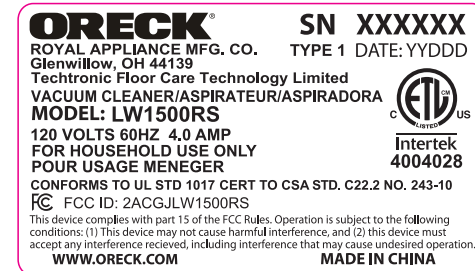 ORECK®
SN XXXXXX
ROYAL APPLIANCE MFG. CO.
TYPE 1 DATE: YYDDD
Glenwillow, OH 44139
Techtronic Floor Care Technology Limited
VACUUM CLEANER/ASPIRATEUR/ASPIRADORA
MODEL: LW1500RS
120 VOLTS 60HZ 4.0 AMP
FOR HOUSEHOLD USE ONLY
POUR USAGE MENEGER
ETL CM
LISTED
C US
Intertek
4004028
CONFORMS TO UL STD 1017 CERT TO CSA STD. C22.2 NO. 243-10
FC FCC ID: 2ACGJLW1500RS
This device complies with part 15 of the FCC Rules. Operation is subject to the following
conditions: (1) This device may not cause harmful interference, and (2) this device must
accept any interference recieved, including interference that may cause undesired operation.
WWW.ORECK.COM
MADE IN CHINA